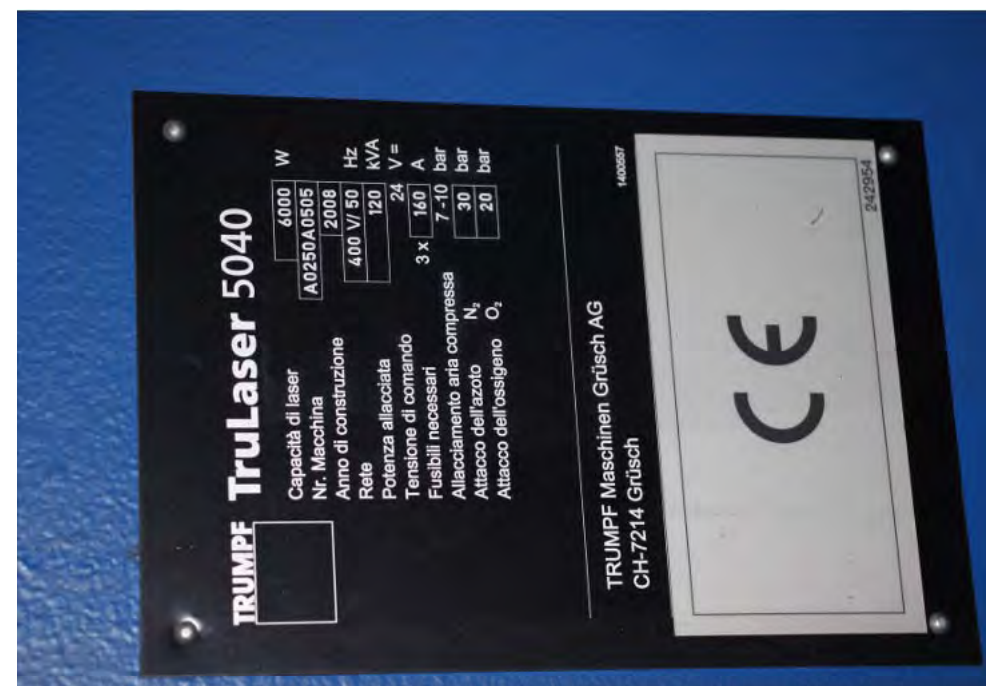 TRUMPF TruLaser 5040
Capacità di laser 6000 W
Nr. Macchina A0250A0505
Anno di construzione 2008
Rete 400 V/ 50 Hz
Potenza allacciata 120 kVA
Tensione di comando 24 V =
Fusibili necessari 3 x 160 A
Allacciamento aria compressa 7-10 bar
Attacco dell'azoto N₂ 30 bar
Attacco dell'ossigeno O₂ 20 bar
1400557
TRUMPF Maschinen Grüsch AG
CH-7214 Grüsch
CE
242954